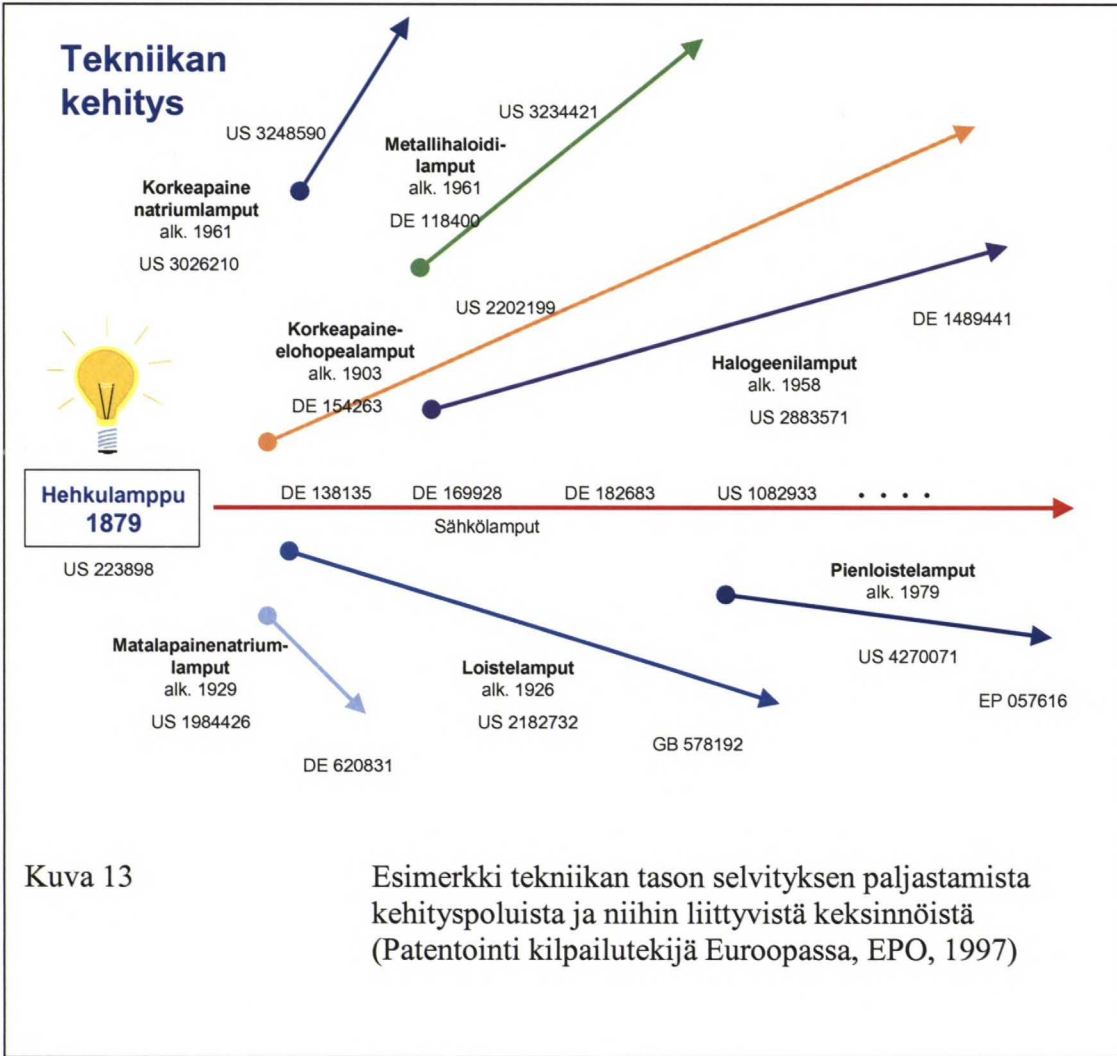 Tekniikan
kehitys
US 3248590
US 3234421
Metallihaloidi-
lamput
alk. 1961
DE 118400
Korkeapaine
natriumlamput
alk. 1961
US 3026210
US 2202199
Korkeapaine-
elohopealamput
alk. 1903
DE 154263
DE 1489441
Halogeenilamput
alk. 1958
US 2883571
Hehkulamppu
1879
US 223898
DE 138135
DE 169928
DE 182683
US 1082933
. . . .
Sähkölamput
Matalapainenatrium-
lamput
alk. 1929
US 1984426
DE 620831
Loistelamput
alk. 1926
US 2182732
GB 578192
Pienloistelamput
alk. 1979
US 4270071
EP 057616
Kuva 13
Esimerkki tekniikan tason selvityksen paljastamista
kehityspoluista ja niihin liittyvistä keksinnöistä
(Patentointi kilpailutekijä Euroopassa, EPO, 1997)